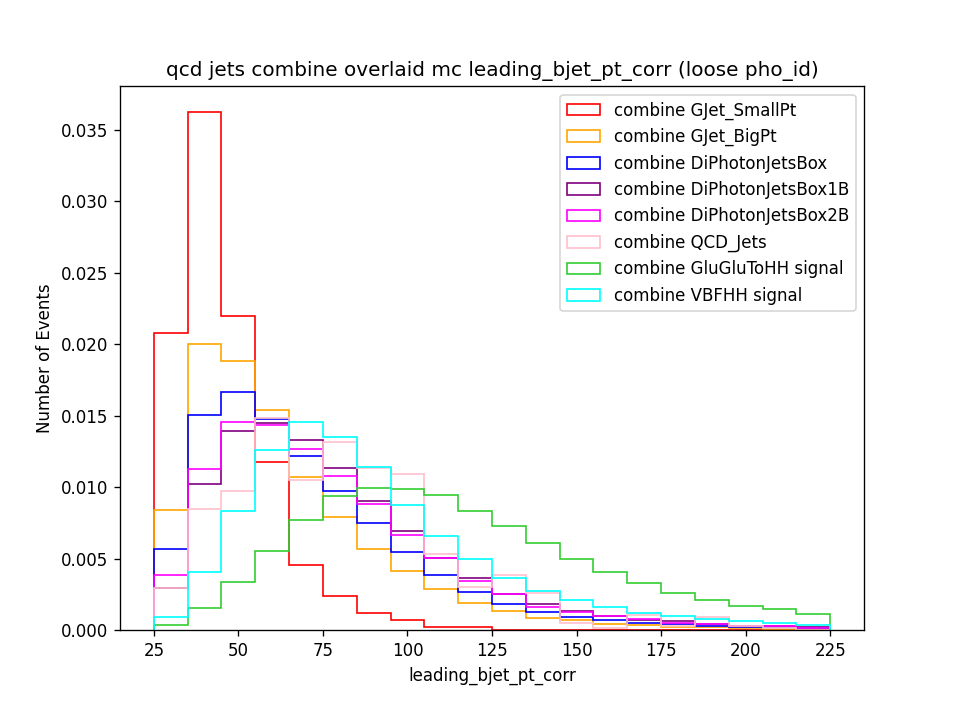 qcd jets combine overlaid mc leading_bjet_pt_corr (loose pho_id)
combine GJet_SmallPt
combine GJet_BigPt
combine DiPhotonJetsBox
combine DiPhotonJetsBox1B
combine DiPhotonJetsBox2B
combine QCD_Jets
combine GluGluToHH signal
combine VBFHH signal
Number of Events
0.035
0.030
0.025
0.020
0.015
0.010
0.005
0.000
25 50 75 100 125 150 175 200 225
leading_bjet_pt_corr